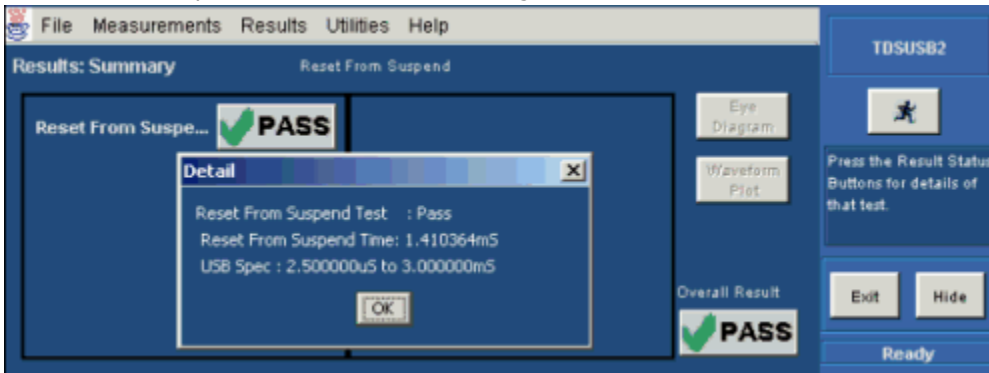 File Measurements Results Utilities Help
TDSUSB2
Results: Summary Reset From Suspend
Reset From Suspe... PASS
Eye
Diagram
Waveform
Plot
Press the Result Status
Buttons for details of
that test.
Detail
Reset From Suspend Test : Pass
Reset From Suspend Time: 1.410364mS
USB Spec : 2.500000uS to 3.000000mS
OK
Overall Result
PASS
Exit Hide
Ready